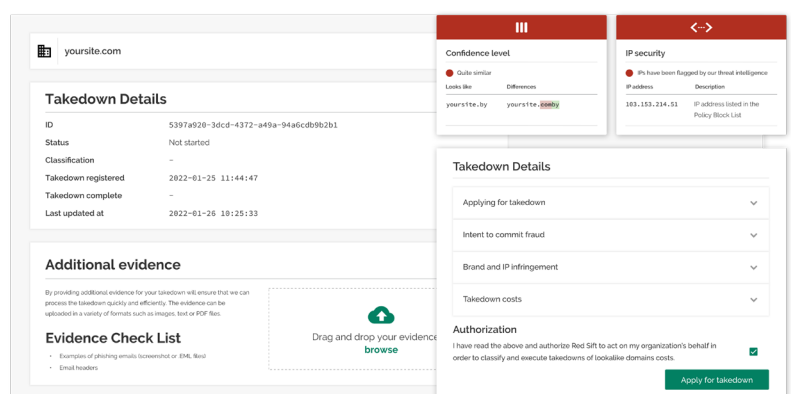 yoursite.com
Takedown Details
ID 5397a920-3dcd-4372-a49a-94a6cdb9b2b1
Status Not started
Classification –
Takedown registered 2022-01-25 11:44:47
Takedown complete –
Last updated at 2022-01-26 10:25:33
Additional evidence
By providing additional evidence for your takedown will ensure that we can
process the takedown quickly and efficiently. The evidence can be
uploaded in a variety of formats such as images, text or PDF files.
Evidence Check List
• Examples of phishing emails (screenshot or .EML files)
• Email headers
Drag and drop your evidence
browse
Confidence level
Quite similar
Looks like Differences
yoursite.by yoursite.comby
IP security
IPs have been flagged by our threat intelligence
IP address Description
103.153.214.51 IP address listed in the
Policy Block List
Takedown Details
Applying for takedown
Intent to commit fraud
Brand and IP infringement
Takedown costs
Authorization
I have read the above and authorize Red Sift to act on my organization's behalf in
order to classify and execute takedowns of lookalike domains costs.
Apply for takedown